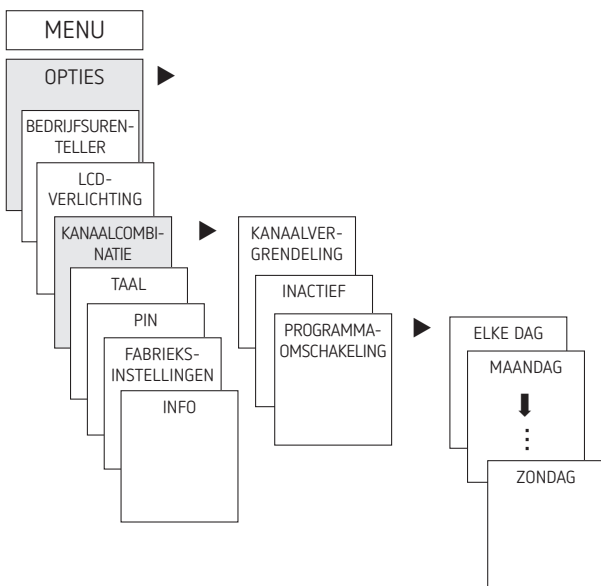 MENU
OPTIES
BEDRIJFSUREN-
TELLER
LCD-
VERLICHTING
KANAALCOMBI-
NATIE
TAAL
PIN
FABRIEKS-
INSTELLINGEN
INFO
KANAALVER-
GRENDELING
INACTIEF
PROGRAMMA-
OMSCHAKELING
ELKE DAG
MAANDAG
ZONDAG